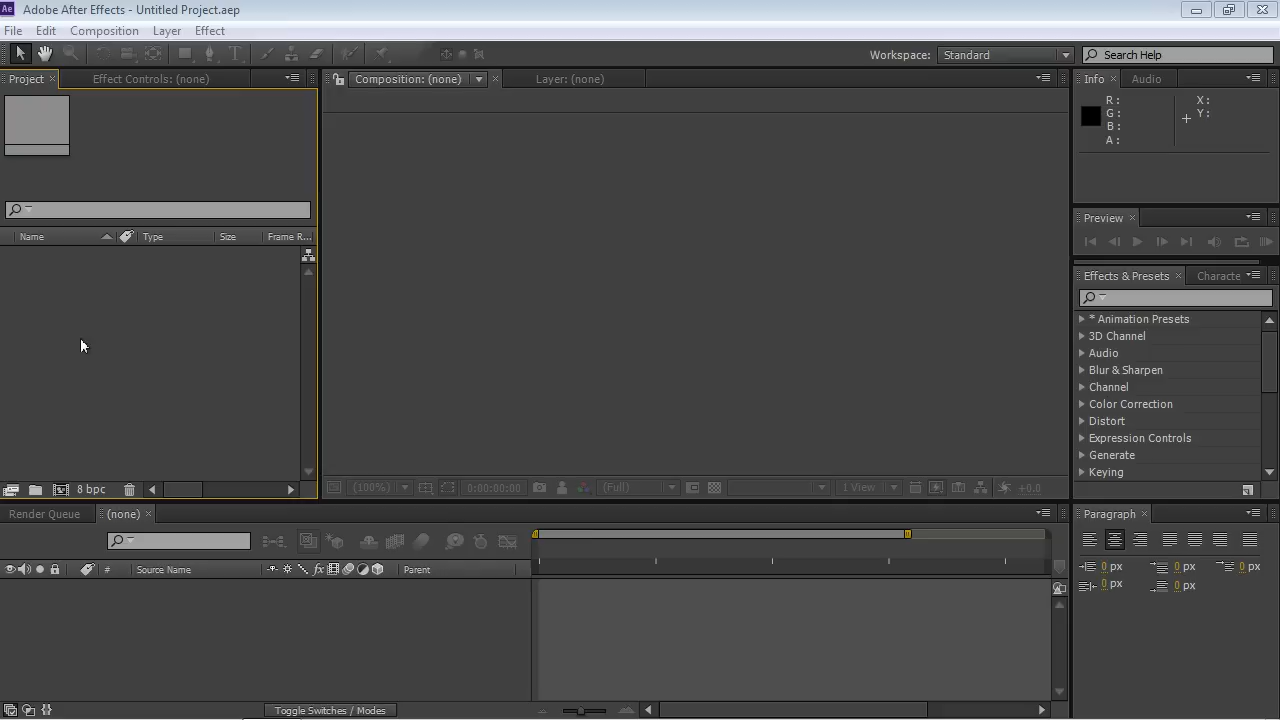 Ae Adobe After Effects - Untitled Project.aep
File Edit Composition Layer Effect
Workspace: Standard Search Help
Project Effect Controls: (none) Composition: (none) Layer: (none) Info Audio
R: X:
G: Y:
B:
A:
Preview
Name Type Size Frame R...
Effects & Presets Characte
* Animation Presets
3D Channel
Audio
Blur & Sharpen
Channel
Color Correction
Distort
Expression Controls
Generate
Keying
8 bpc (100%) 0:00:00:00 (Full) 1 View +0.0
Render Queue (none) Paragraph
# Source Name fx Parent
0 px 0 px 0 px
0 px 0 px
Toggle Switches / Modes